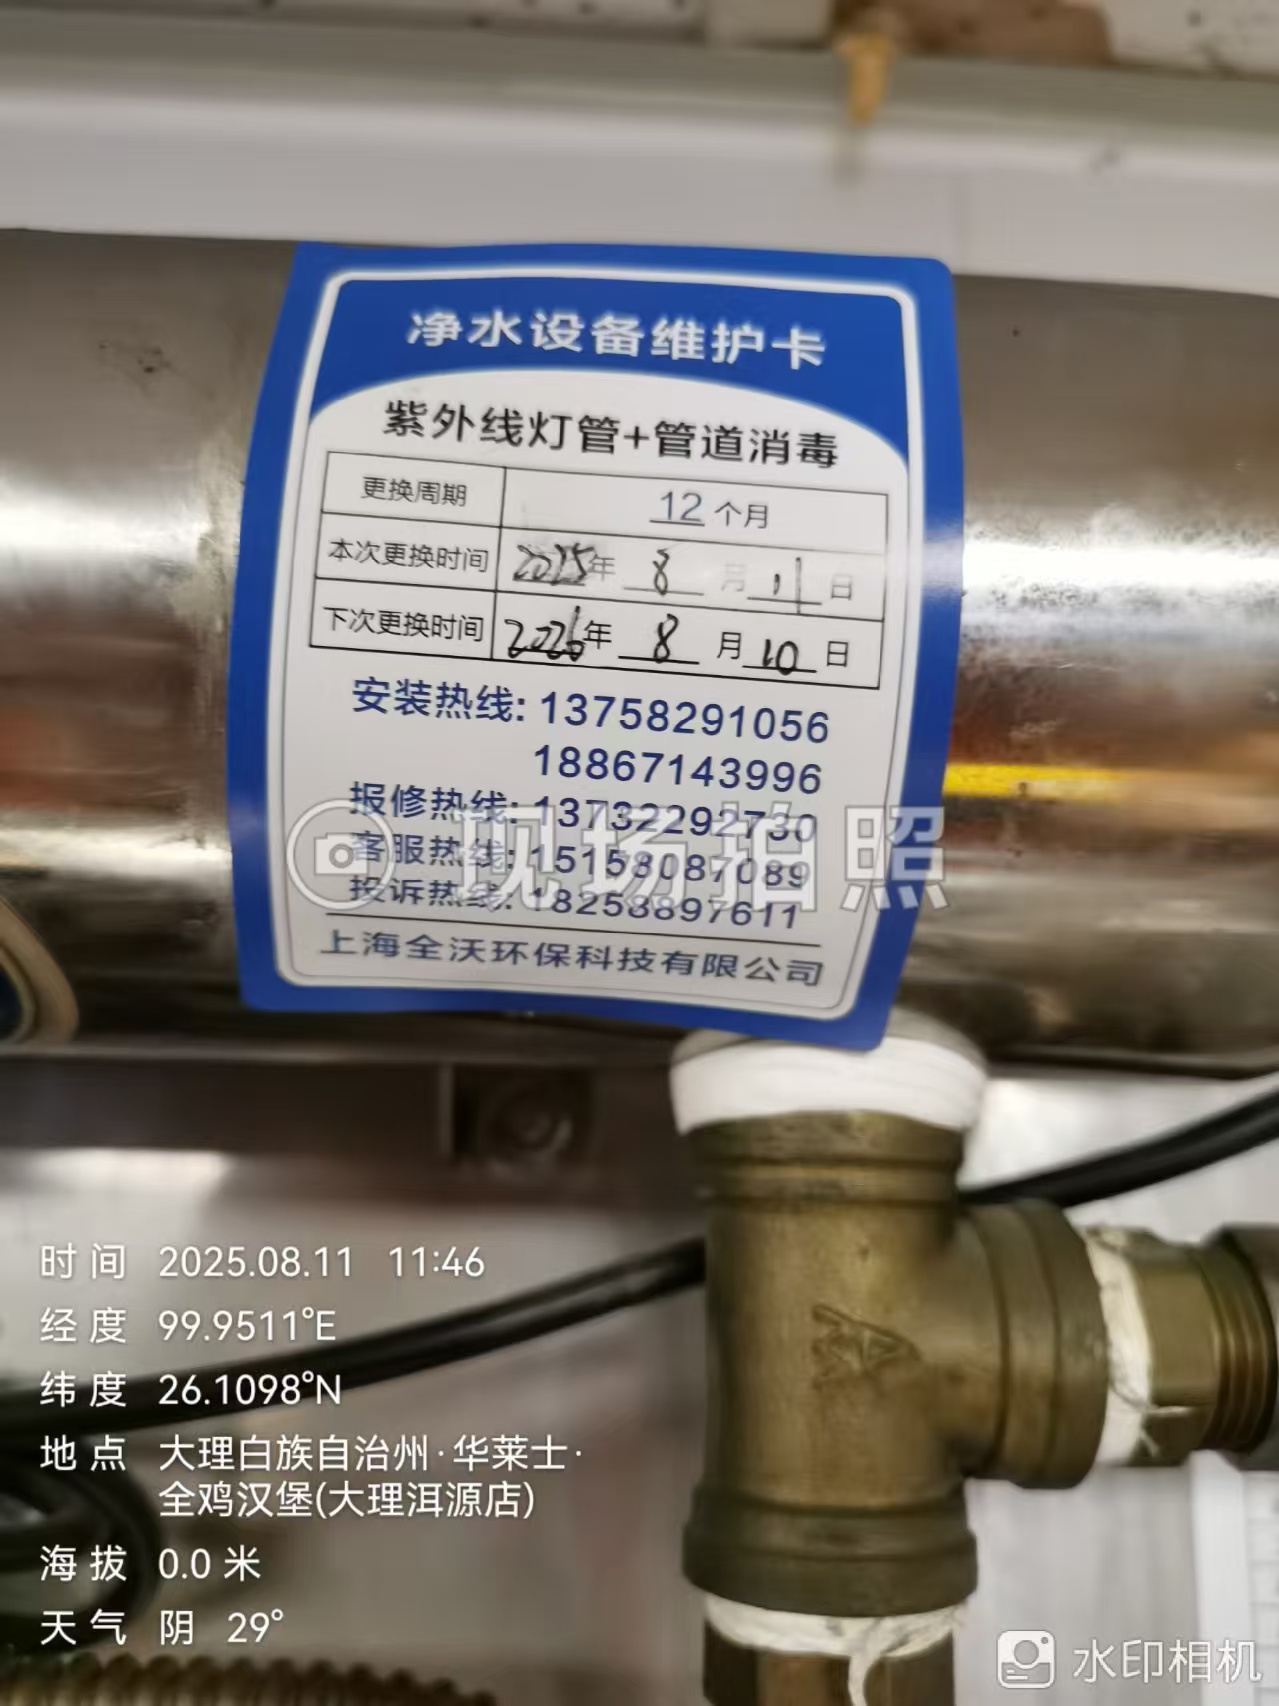 净水设备维护卡
紫外线灯管+管道消毒
更换周期 12 个月
本次更换时间 2025年 8 月 11 日
下次更换时间 2026年 8 月 10 日
安装热线: 13758291056
18867143996
报修热线: 13732292730
客服热线: 15158087089
投诉热线: 18258897611
上海全沃环保科技有限公司
现场拍照
时间 2025.08.11 11:46
经度 99.9511°E
纬度 26.1098°N
地点 大理白族自治州·华莱士·
全鸡汉堡(大理洱源店)
海拔 0.0 米
天气 阴 29°
水印相机